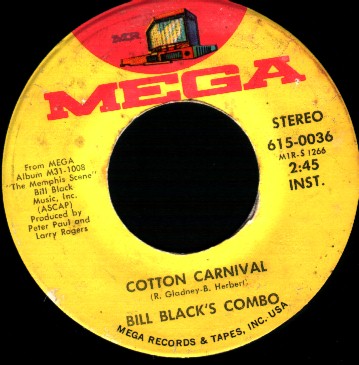 MR
MEGA
STEREO
615-0036
M1R-S 1266
2:45
INST.
From MEGA
Album M31-1008
"The Memphis Scene"
Bill Black
Music, Inc.
(ASCAP)
Produced by
Peter Paul and
Larry Rogers
COTTON CARNIVAL
(R. Gladney-B. Herbert)
BILL BLACK'S COMBO
MEGA RECORDS & TAPES, INC. USA